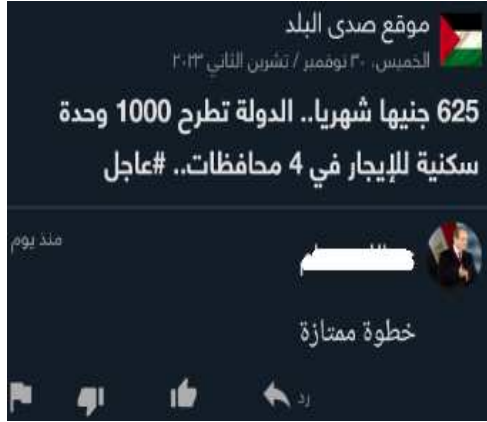 موقع صدى البلد
الخميس، ٣٠ نوفمبر / تشرين الثاني ٢٠٢٣
625 جنيها شهريا.. الدولة تطرح 1000 وحدة
سكنية للإيجار في 4 محافظات.. #عاجل
منذ يوم
خطوة ممتازة
رد